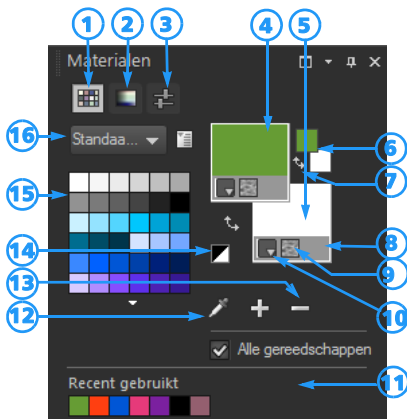 1 2 3 4 5
Materialen
16 Standaa...
6
7
15
8
14
9
13
10
12
Alle gereedschappen
11
Recent gebruikt